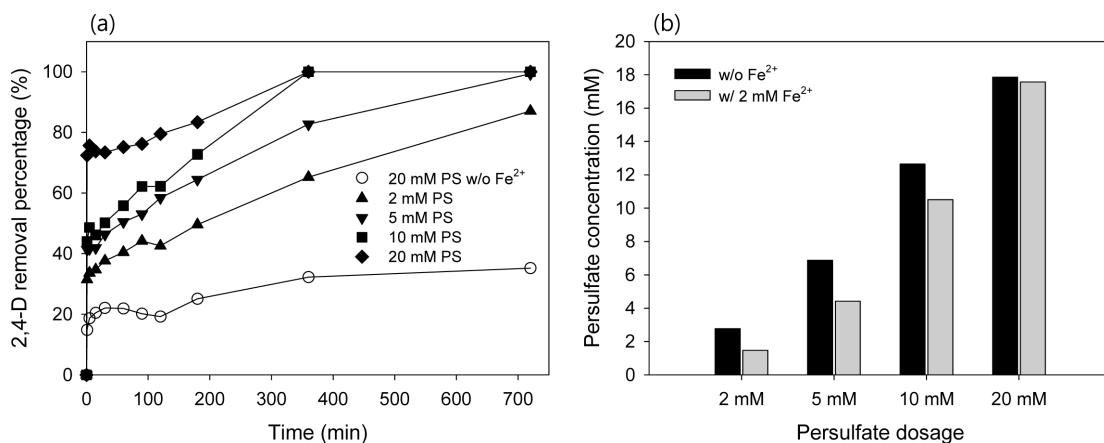 (a)
2,4-D removal percentage (%)
100
80
60
40
20
0
0 100 200 300 400 500 600 700
Time (min)
20 mM PS w/o Fe²⁺
2 mM PS
5 mM PS
10 mM PS
20 mM PS
(b)
Persulfate concentration (mM)
20
18
16
14
12
10
8
6
4
2
0
w/o Fe²⁺
w/ 2 mM Fe²⁺
2 mM 5 mM 10 mM 20 mM
Persulfate dosage